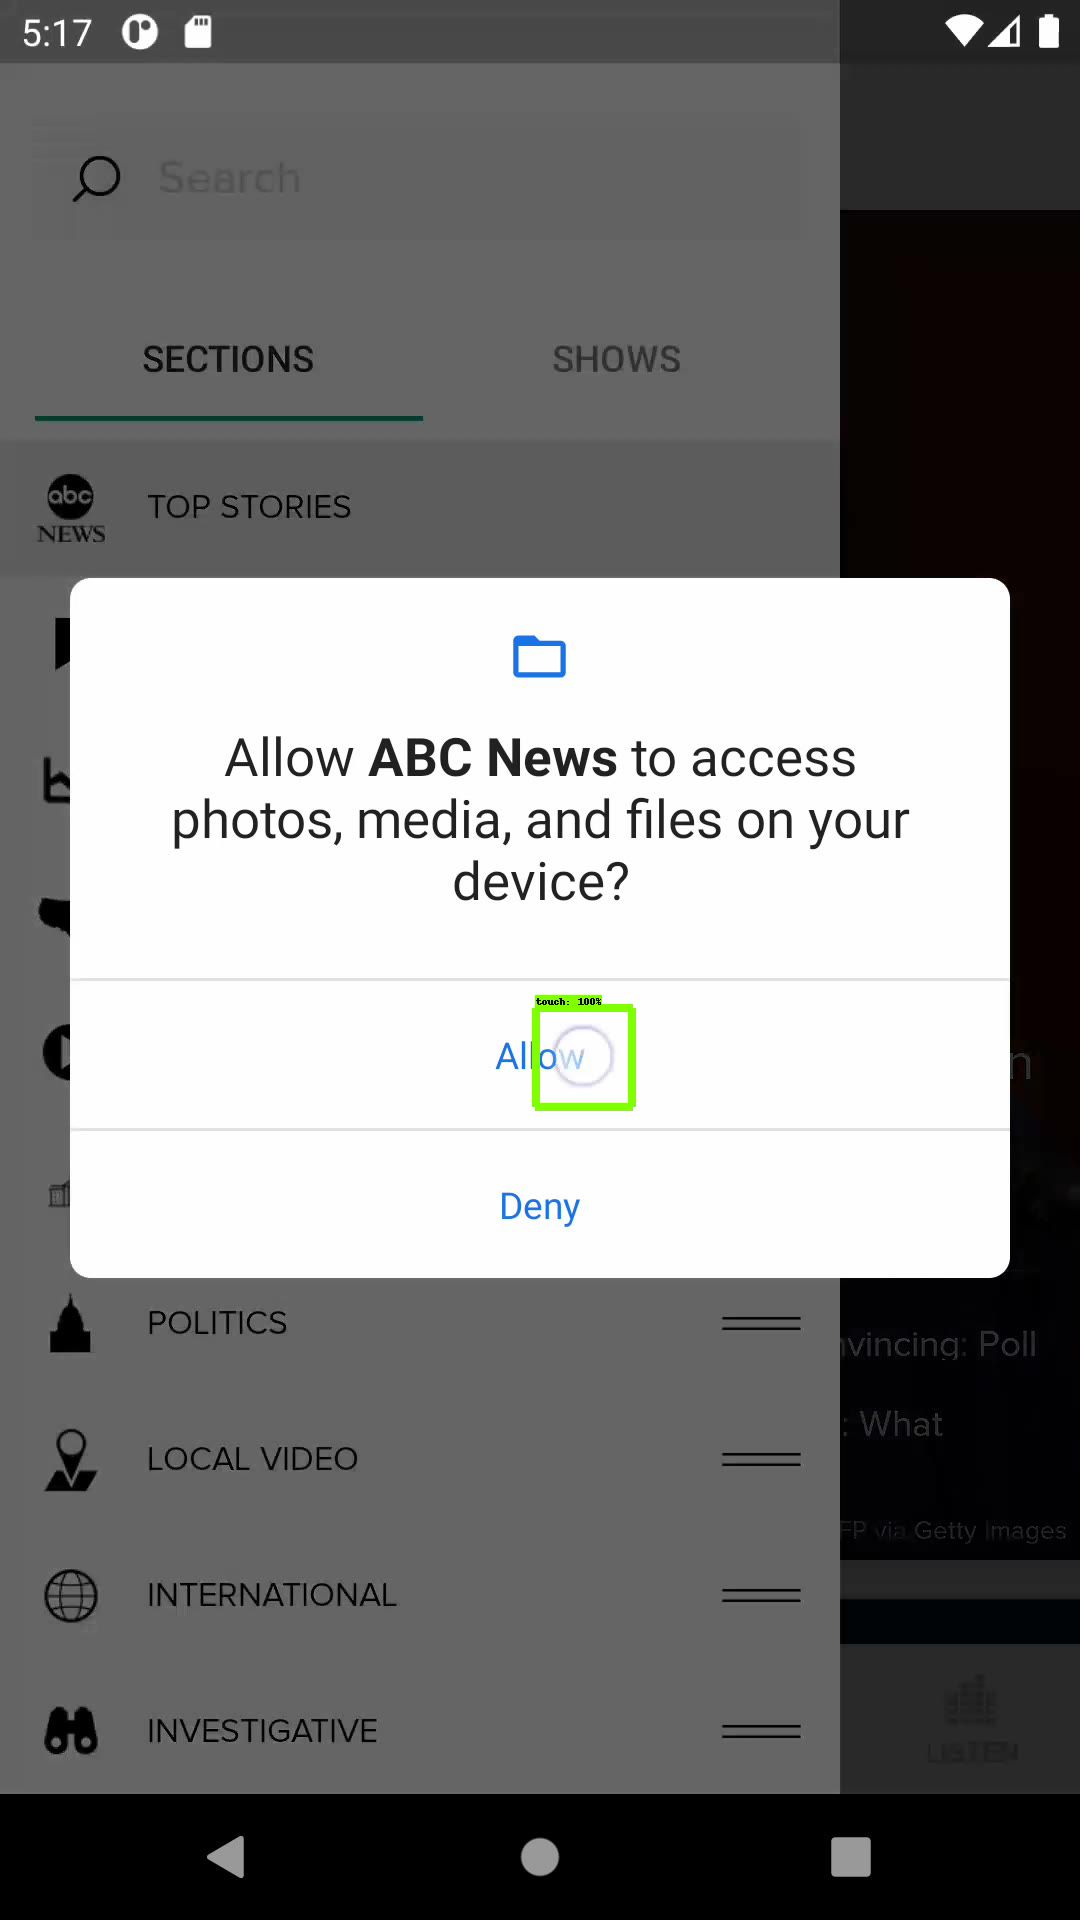 5:17
Search
SECTIONS
SHOWS
abc
NEWS
TOP STORIES
Allow ABC News to access
photos, media, and files on your
device?
touch: 100%
Allow
n
Deny
POLITICS
nvincing: Poll
LOCAL VIDEO
: What
FP via Getty Images
INTERNATIONAL
INVESTIGATIVE
LISTEN